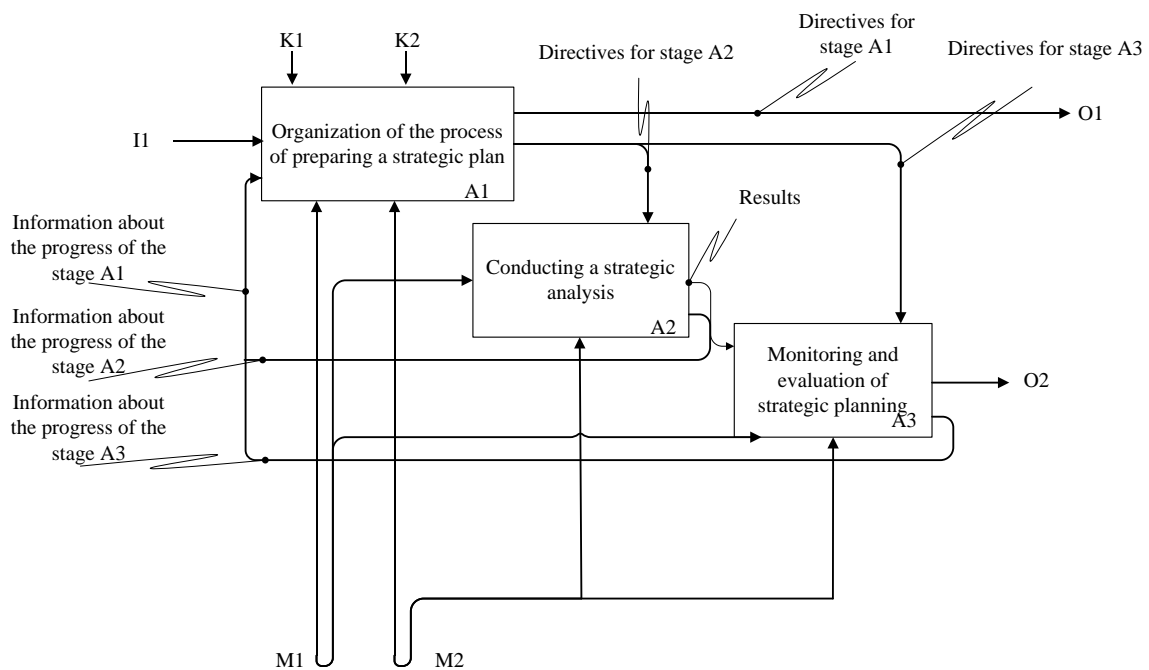 K1
K2
Directives for stage A2
Directives for
stage A1
Directives for stage A3
O1
I1
Organization of the process
of preparing a strategic plan
A1
Results
Information about
the progress of the
stage A1
Conducting a strategic
analysis
A2
Information about
the progress of the
stage A2
Monitoring and
evaluation of
strategic planning
A3
O2
Information about
the progress of the
stage A3
M1
M2